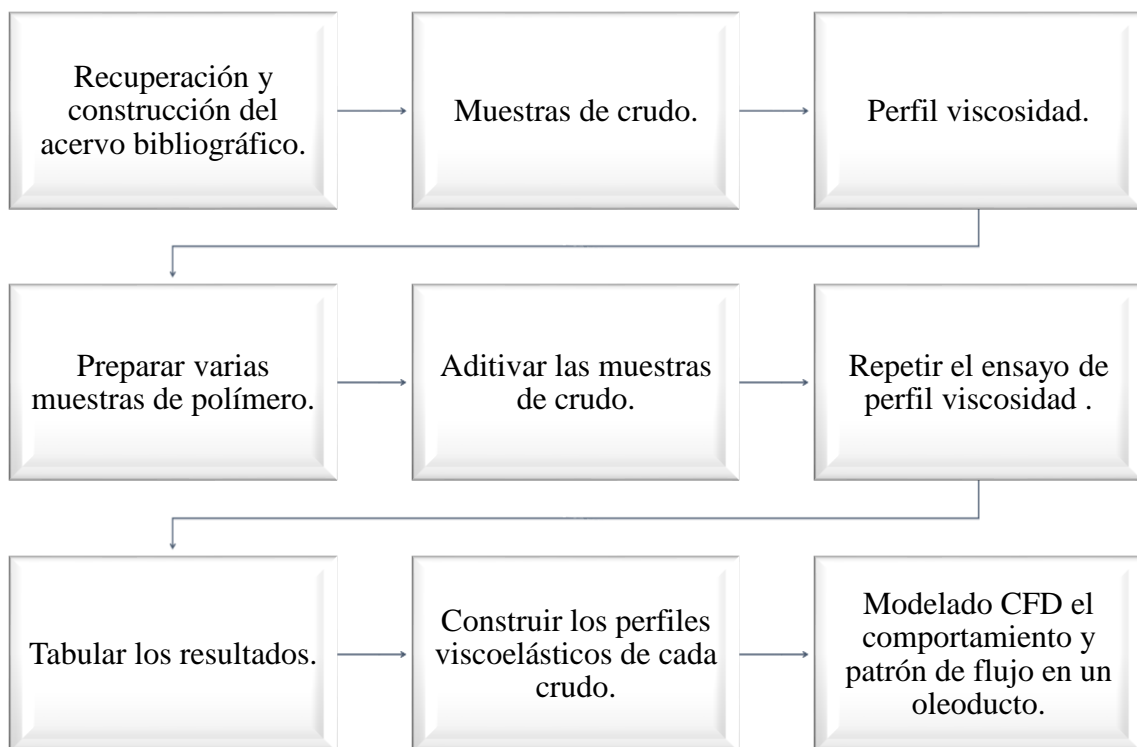 Recuperación y
construcción del
acervo bibliográfico.
Muestras de crudo.
Perfil viscosidad.
Preparar varias
muestras de polímero.
Aditivar las muestras
de crudo.
Repetir el ensayo de
perfil viscosidad .
Tabular los resultados.
Construir los perfiles
viscoelásticos de cada
crudo.
Modelado CFD el
comportamiento y
patrón de flujo en un
oleoducto.